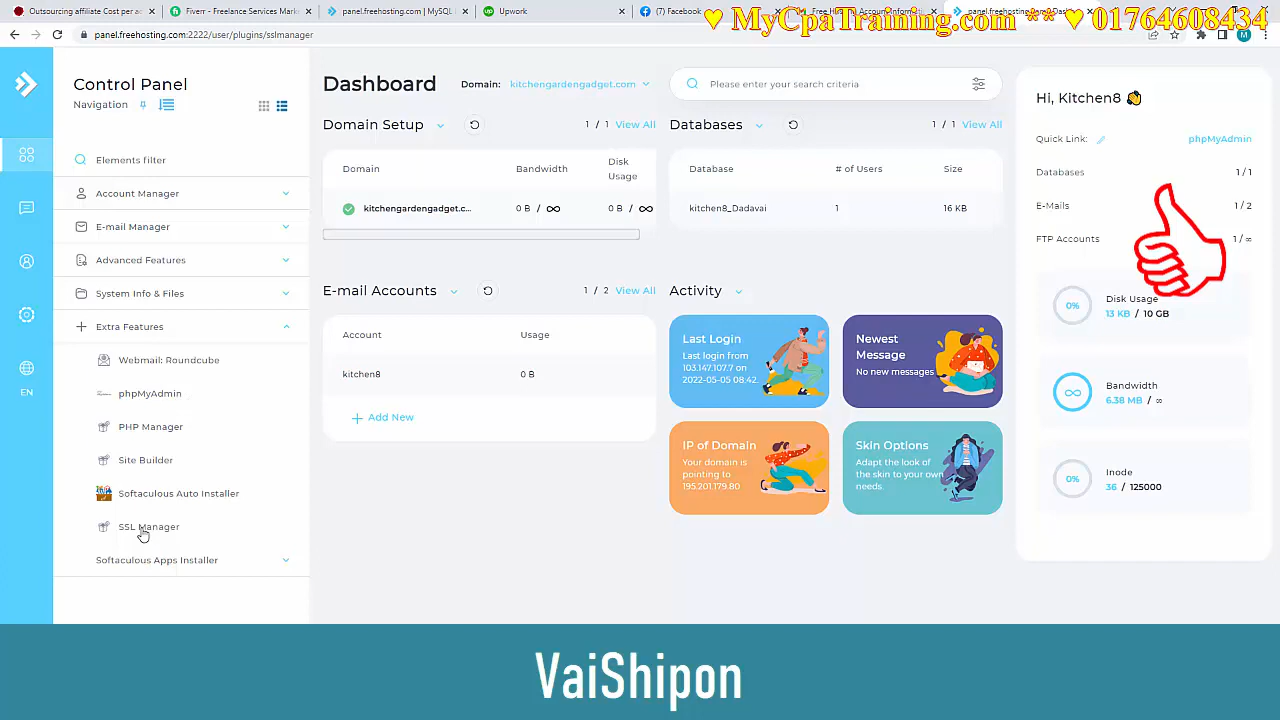 Outsourcing affiliate Cost per ac
Fiverr - Freelance Services Mark
panel.freehosting.com | MySQL
Upwork
(7) Facebook
♥ MyCpaTraining.com ** ♥ 01764608434
panel.freehosting.com:2222/user/plugins/sslmanager
M
Control Panel
Navigation
Elements filter
Account Manager
E-mail Manager
Advanced Features
System Info & Files
Extra Features
Webmail: Roundcube
phpMyAdmin
PHP Manager
Site Builder
Softaculous Auto Installer
SSL Manager
Softaculous Apps Installer
EN
Dashboard
Domain: kitchengardengadget.com
Please enter your search criteria
Domain Setup
1 / 1 View All
Domain Bandwidth Disk Usage
kitchengardengadget.c... 0 B / ∞ 0 B / ∞
Databases
1 / 1 View All
Database # of Users Size
kitchen8_Dadavai 1 16 KB
E-mail Accounts
1 / 2 View All
Account Usage
kitchen8 0 B
+ Add New
Activity
Last Login
Last login from
103.147.107.7 on
2022-05-05 08:42.
Newest
Message
No new messages
IP of Domain
Your domain is
pointing to
195.201.179.80
Skin Options
Adapt the look of
the skin to your own
needs.
Hi, Kitchen8
Quick Link: phpMyAdmin
Databases 1 / 1
E-Mails 1 / 2
FTP Accounts 1 / ∞
0% Disk Usage
13 KB / 10 GB
∞ Bandwidth
6.38 MB / ∞
0% Inode
36 / 125000
VaiShipon